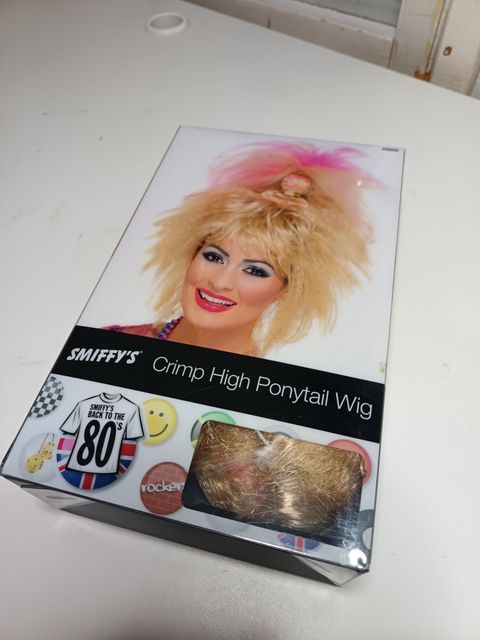 SMIFFY'S
Crimp High Ponytail Wig
SMIFFY'S
BACK TO THE
80's
rocker